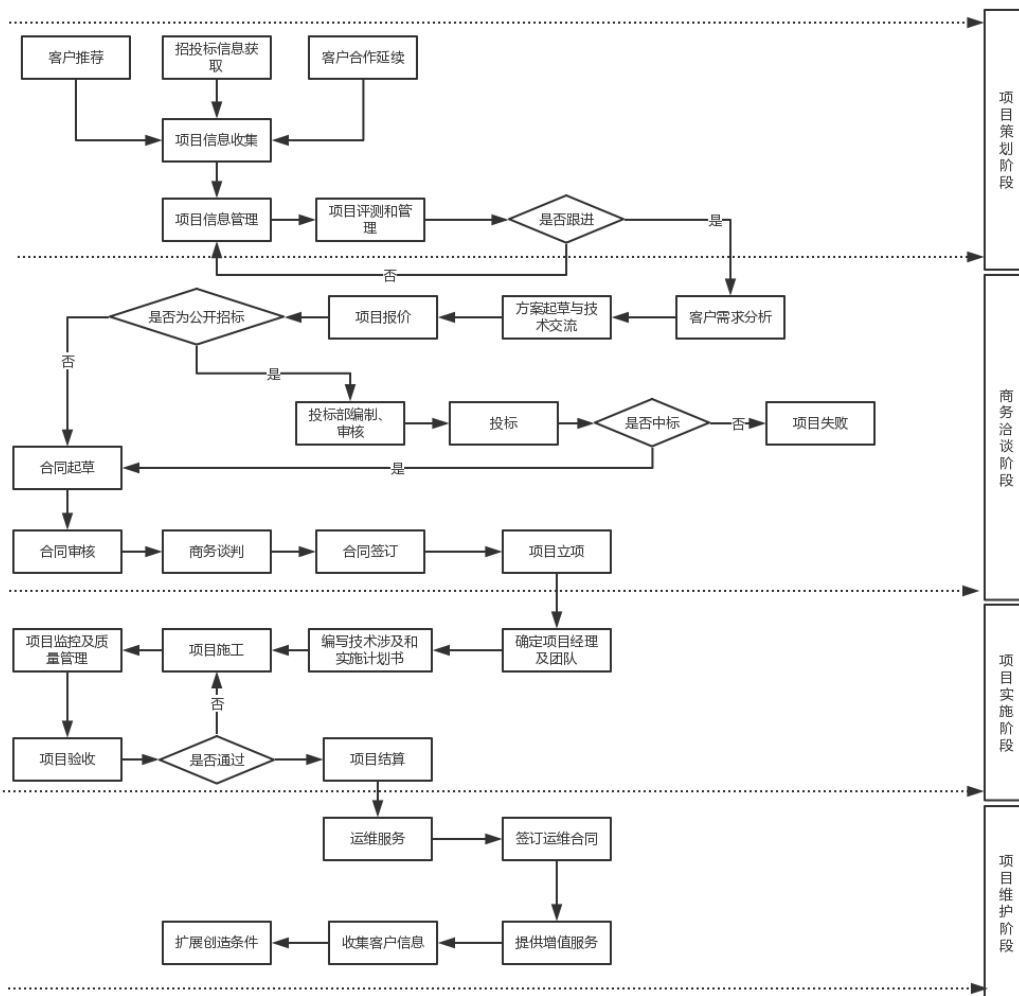 客户推荐
招投标信息获
取
客户合作延续
项目信息收集
项目信息管理
项目评测和管
理
是否跟进
是
否
项目策划阶段
是否为公开招标
项目报价
方案起草与技
术交流
客户需求分析
否
是
投标部编制、
审核
投标
是否中标
否
项目失败
合同起草
是
合同审核
商务谈判
合同签订
项目立项
商务洽谈阶段
项目监控及质
量管理
项目施工
编写技术涉及和
实施计划书
确定项目经理
及团队
否
项目验收
是否通过
项目结算
项目实施阶段
运维服务
签订运维合同
扩展创造条件
收集客户信息
提供增值服务
项目维护阶段